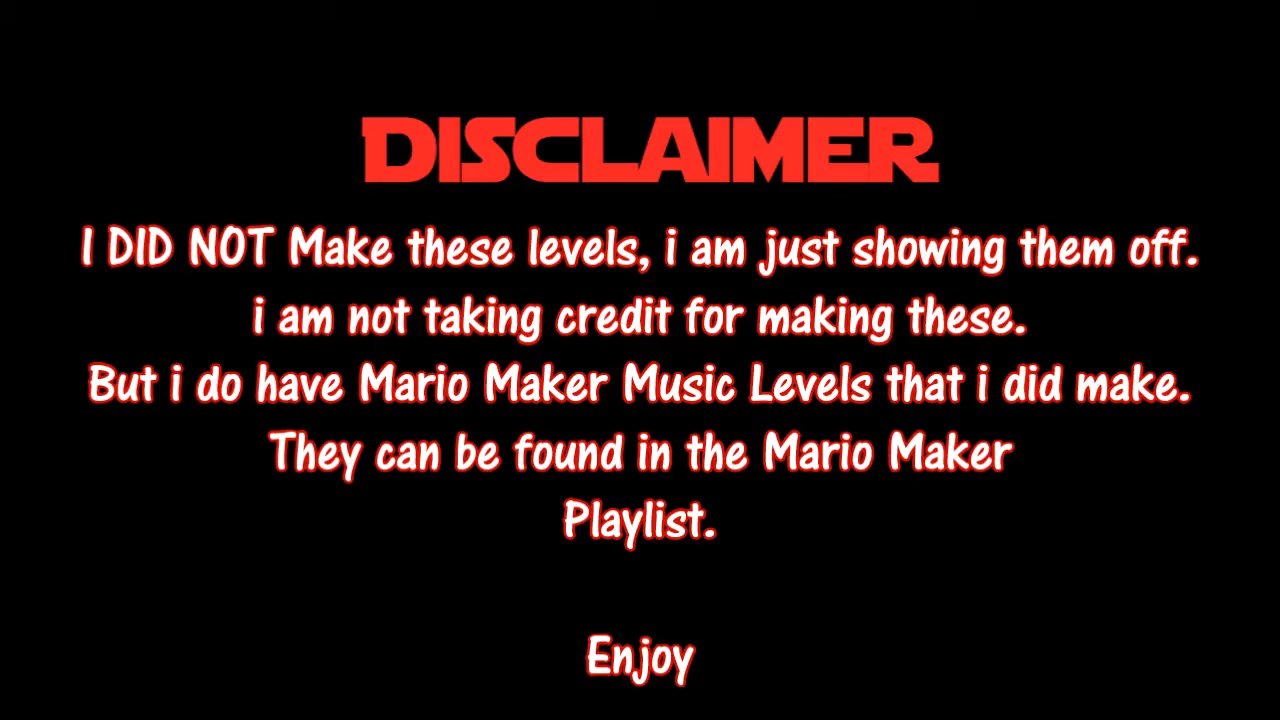 DISCLAIMER
I DID NOT Make these levels, i am just showing them off.
i am not taking credit for making these.
But i do have Mario Maker Music Levels that i did make.
They can be found in the Mario Maker
Playlist.
Enjoy